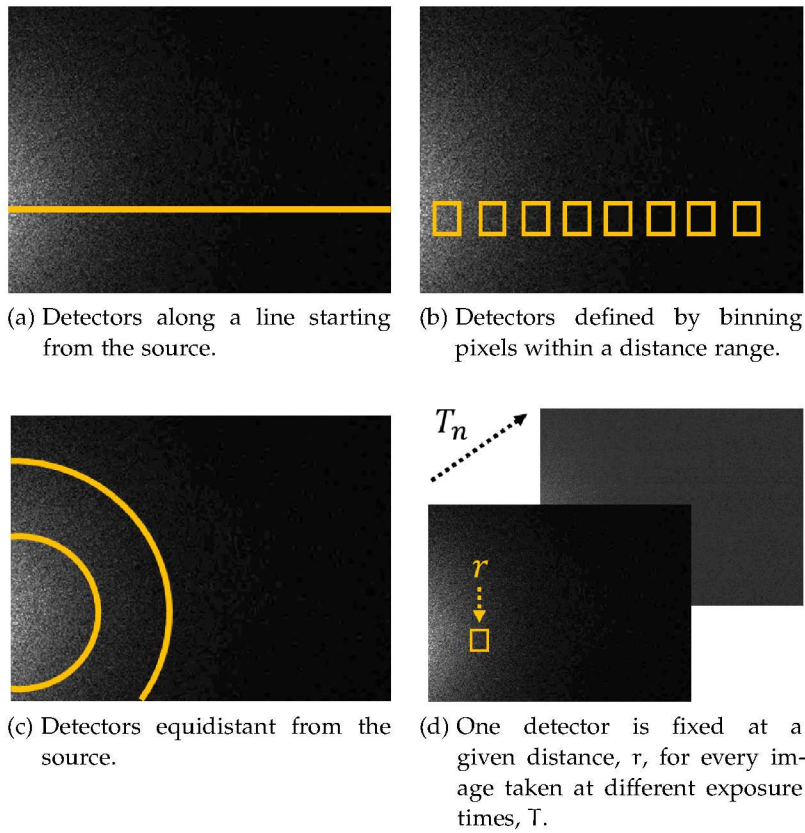 (a) Detectors along a line starting
from the source.
(b) Detectors defined by binning
pixels within a distance range.
(c) Detectors equidistant from the
source.
T_n
r
(d) One detector is fixed at a
given distance, r, for every im-
age taken at different exposure
times, T.